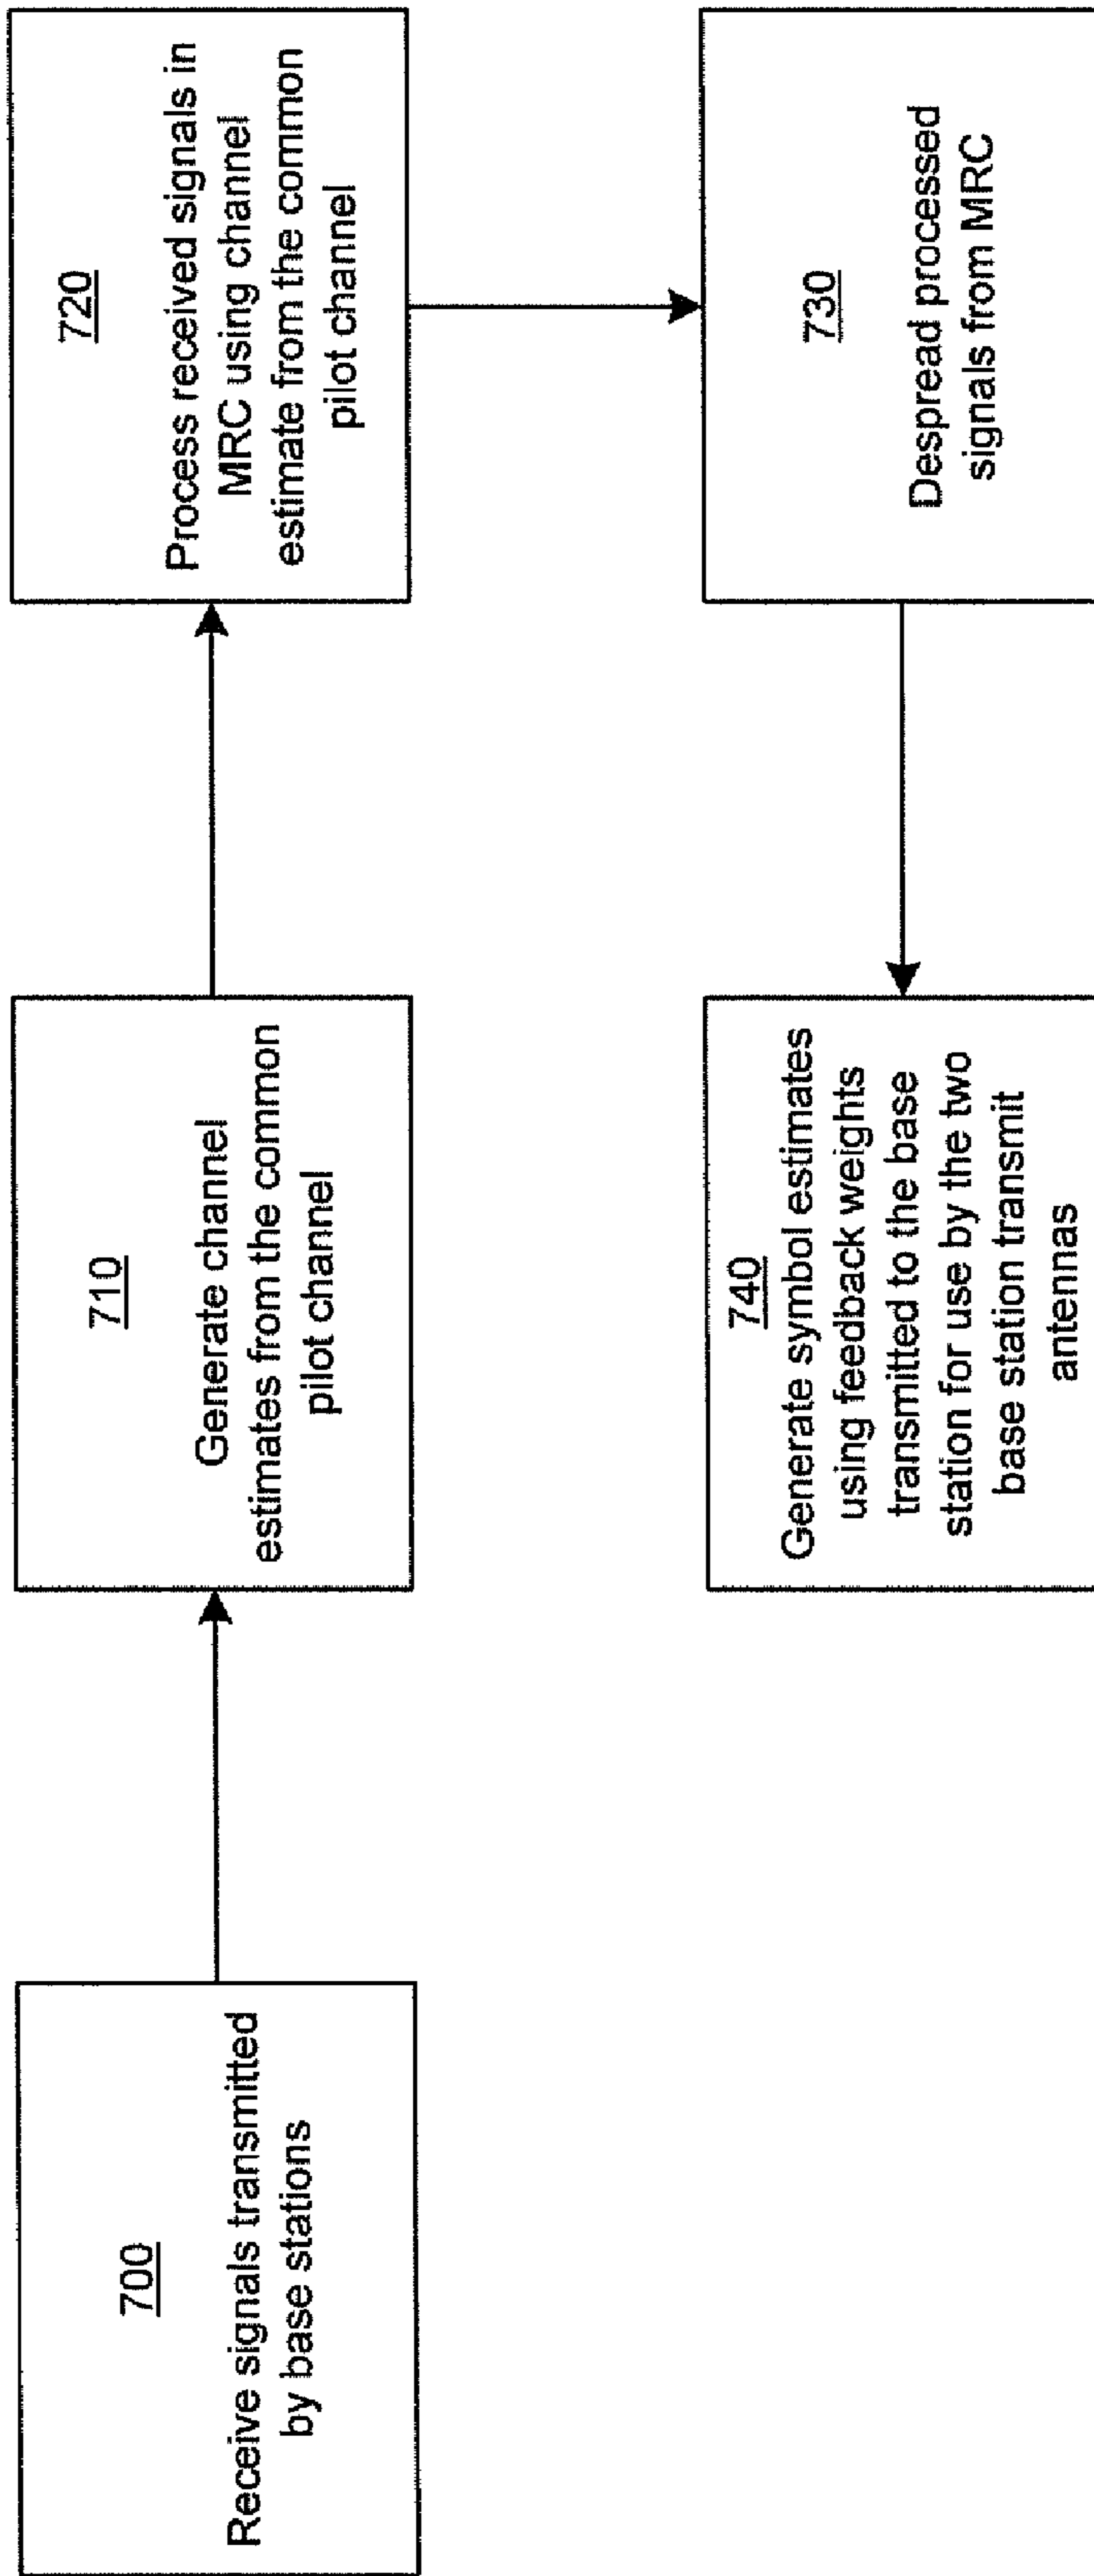 700
Receive signals transmitted
by base stations
710
Generate channel
estimates from the common
pilot channel
720
Process received signals in
MRC using channel
estimate from the common
pilot channel
730
Despread processed
signals from MRC
740
Generate symbol estimates
using feedback weights
transmitted to the base
station for use by the two
base station transmit
antennas